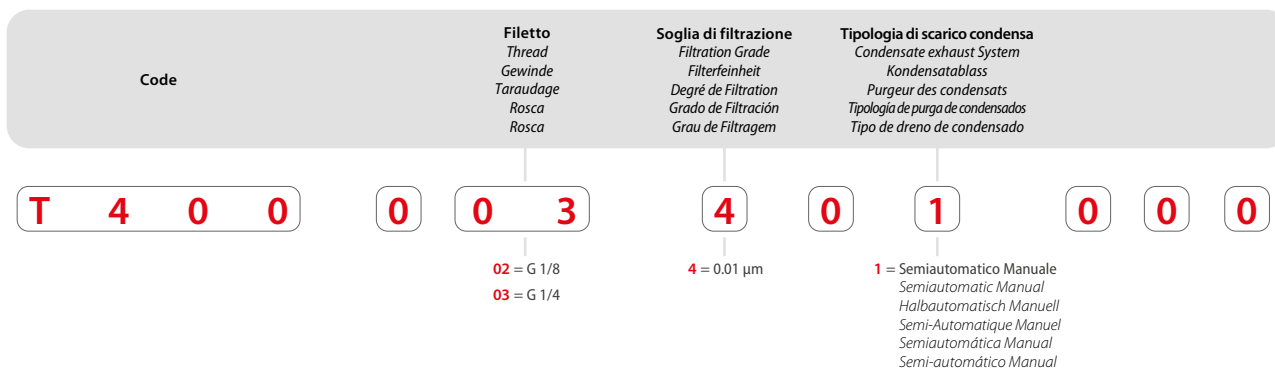 Code
Filetto
Thread
Gewinde
Taraudage
Rosca
Rosca
Soglia di filtrazione
Filtration Grade
Filterfeinheit
Degré de Filtration
Grado de Filtración
Grau de Filtragem
Tipologia di scarico condensa
Condensate exhaust System
Kondensatablass
Purgeur des condensats
Tipología de purga de condensados
Tipo de dreno de condensado
T 4 0 0 0 0 3 4 0 1 0 0 0
02 = G 1/8
03 = G 1/4
4 = 0.01 µm
1 = Semiautomatico Manuale
Semiautomatic Manual
Halbautomatisch Manuell
Semi-Automatique Manuel
Semiautomática Manual
Semi-automático Manual